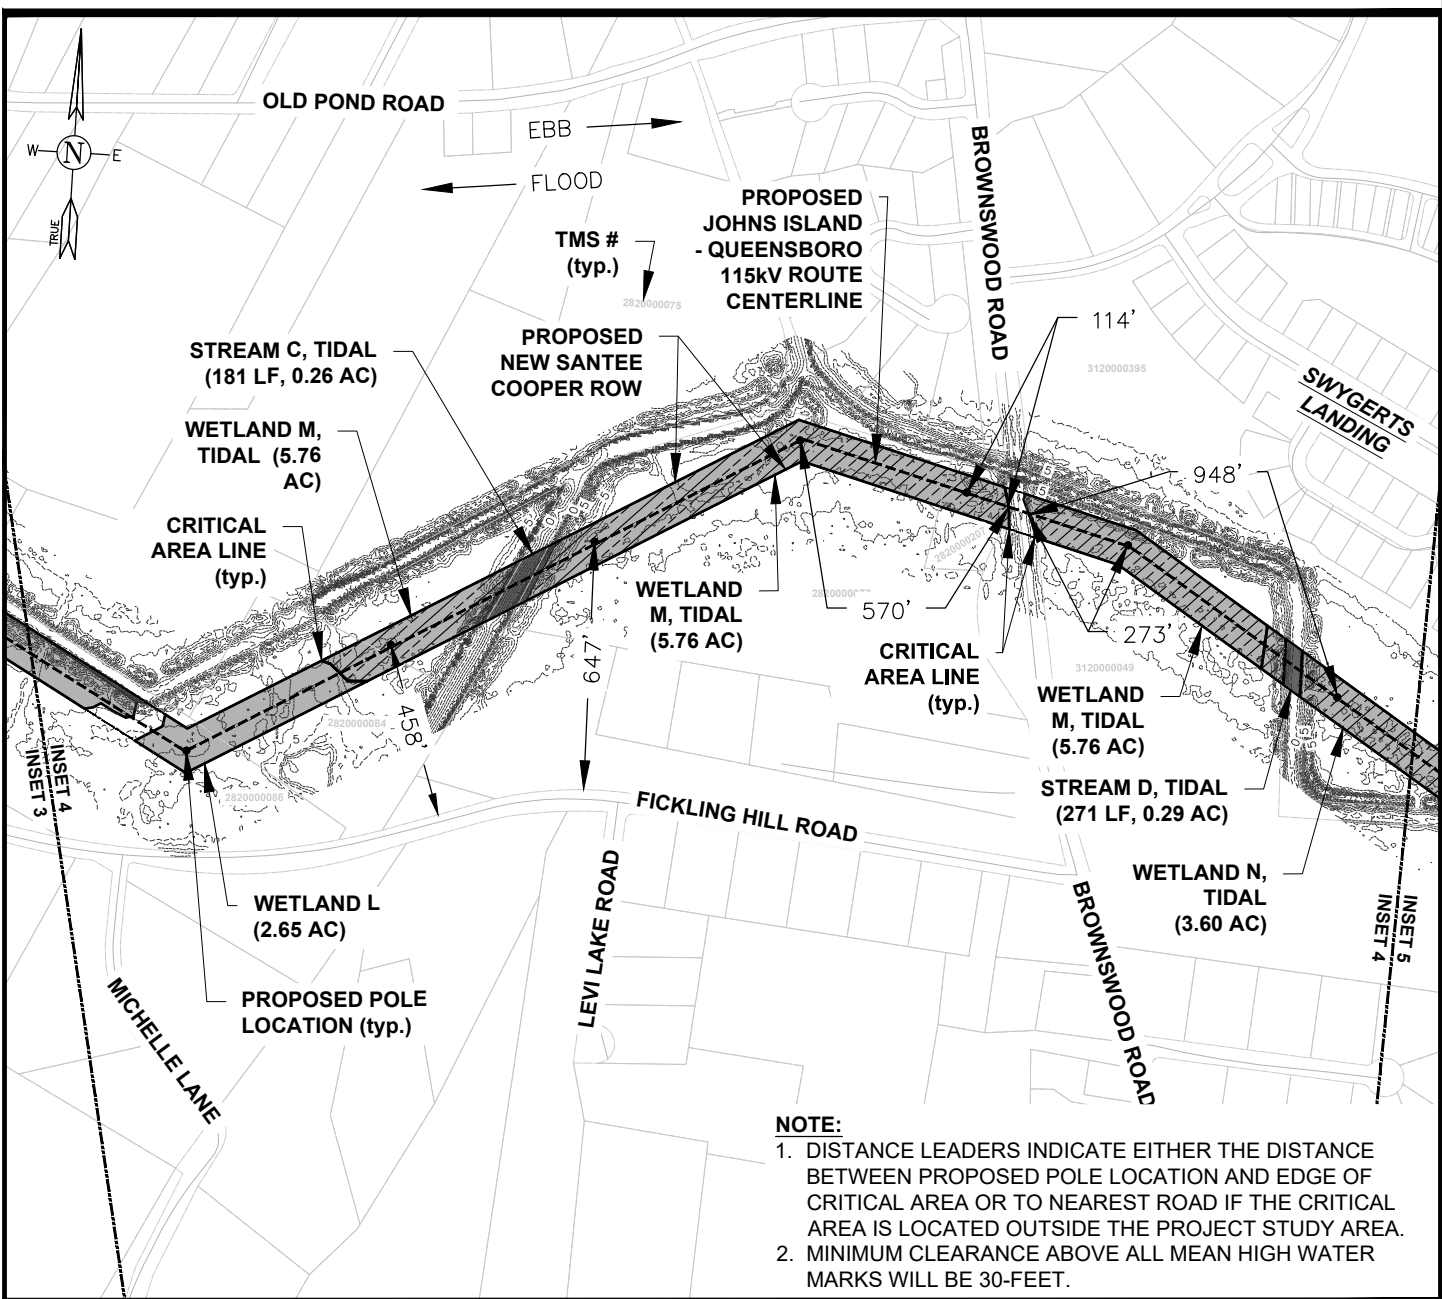 OLD POND ROAD
EBB
FLOOD
W
N
E
TRUE
TMS #
(typ.)
2820000075
PROPOSED
JOHNS ISLAND
- QUEENSBORO
115kV ROUTE
CENTERLINE
BROWNSWOOD ROAD
114'
3120000395
SWYGERTS
LANDING
STREAM C, TIDAL
(181 LF, 0.26 AC)
PROPOSED
NEW SANTEE
COOPER ROW
WETLAND M,
TIDAL (5.76
AC)
CRITICAL
AREA LINE
(typ.)
948'
WETLAND
M, TIDAL
(5.76 AC)
570'
273'
CRITICAL
AREA LINE
(typ.)
3120000049
WETLAND
M, TIDAL
(5.76 AC)
647'
458'
2820000084
2820000086
INSET 4
INSET 3
STREAM D, TIDAL
(271 LF, 0.29 AC)
FICKLING HILL ROAD
WETLAND N,
TIDAL
(3.60 AC)
INSET 5
INSET 4
WETLAND L
(2.65 AC)
LEVI LAKE ROAD
BROWNSWOOD ROAD
PROPOSED POLE
LOCATION (typ.)
MICHELLE LANE
NOTE:
1. DISTANCE LEADERS INDICATE EITHER THE DISTANCE
BETWEEN PROPOSED POLE LOCATION AND EDGE OF
CRITICAL AREA OR TO NEAREST ROAD IF THE CRITICAL
AREA IS LOCATED OUTSIDE THE PROJECT STUDY AREA.
2. MINIMUM CLEARANCE ABOVE ALL MEAN HIGH WATER
MARKS WILL BE 30-FEET.